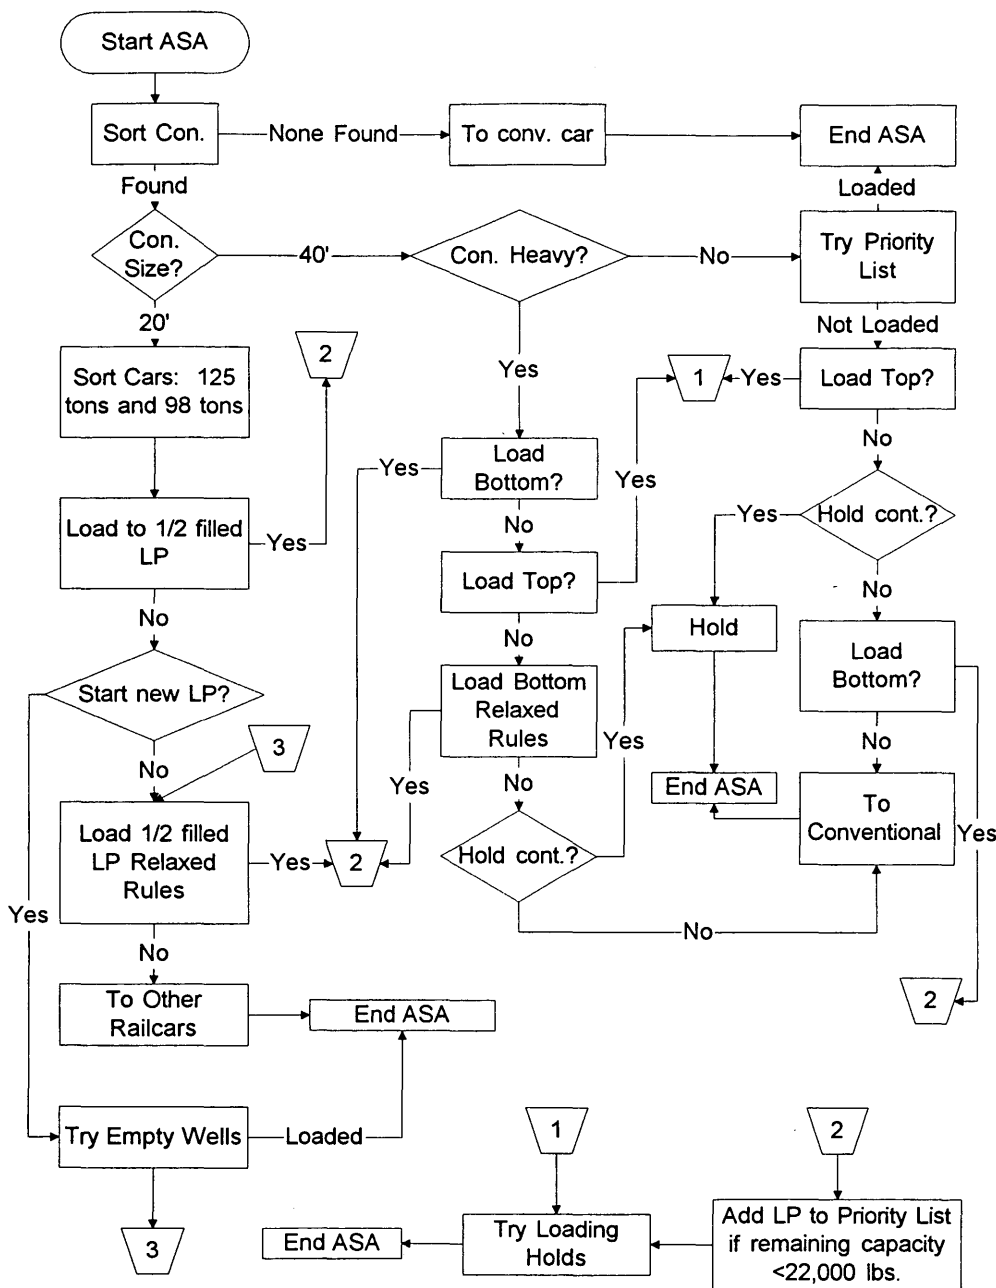 Start ASA
Sort Con.
None Found
To conv. car
End ASA
Found
Loaded
Con.
Size?
40'
Con. Heavy?
No
Try Priority
List
20'
Not Loaded
Sort Cars: 125
tons and 98 tons
2
Yes
1
Yes
Load Top?
Yes
Load
Bottom?
No
Yes
Load to 1/2 filled
LP
Yes
No
Yes
Hold cont.?
Load Top?
No
No
Hold
Load
Bottom?
No
Start new LP?
Load Bottom
Relaxed
Rules
Yes
No
3
No
Yes
No
End ASA
To
Conventional
Yes
Load 1/2 filled
LP Relaxed
Rules
Yes
2
Hold cont.?
Yes
No
No
To Other
Railcars
End ASA
2
Try Empty Wells
Loaded
1
2
3
End ASA
Try Loading
Holds
Add LP to Priority List
if remaining capacity
<22,000 lbs.